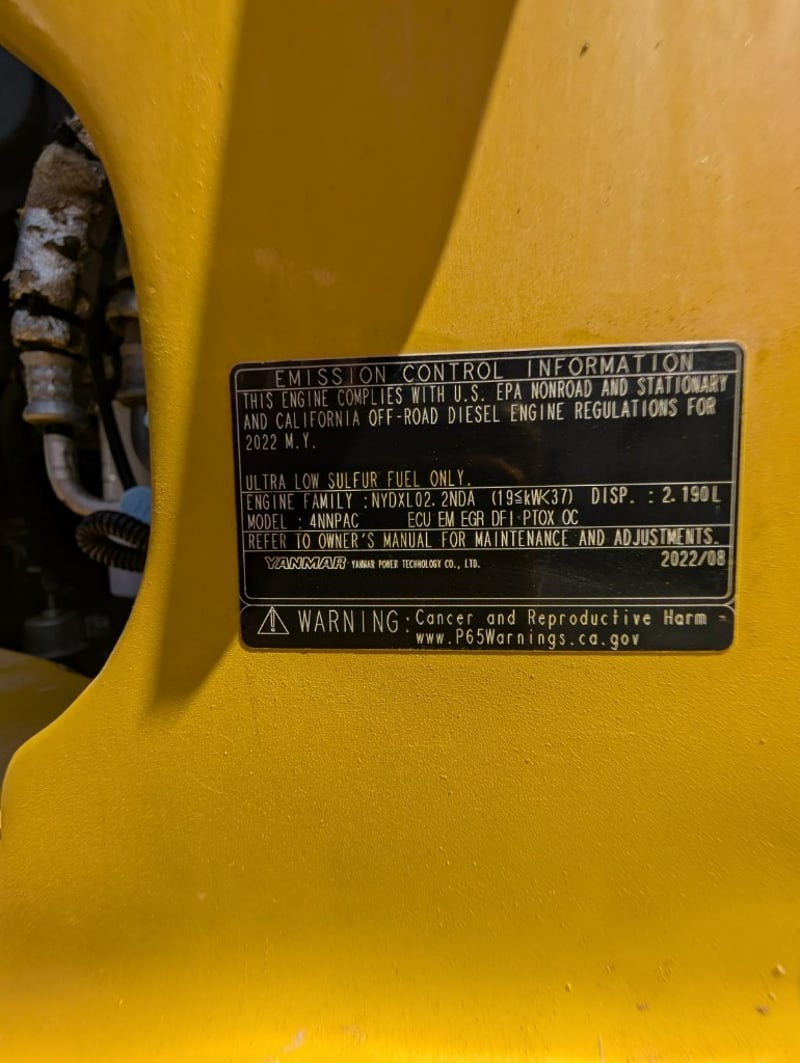 EMISSION CONTROL INFORMATION
THIS ENGINE COMPLIES WITH U.S. EPA NONROAD AND STATIONARY
AND CALIFORNIA OFF-ROAD DIESEL ENGINE REGULATIONS FOR
2022 M.Y.
ULTRA LOW SULFUR FUEL ONLY.
ENGINE FAMILY :NYDXL02.2NDA (19≤kW<37) DISP. : 2.190L
MODEL : 4NNPAC ECU EM EGR DFI PTOX OC
REFER TO OWNER'S MANUAL FOR MAINTENANCE AND ADJUSTMENTS.
2022/08
YANMAR YANMAR POWER TECHNOLOGY CO., LTD.
WARNING: Cancer and Reproductive Harm -
www.P65Warnings.ca.gov